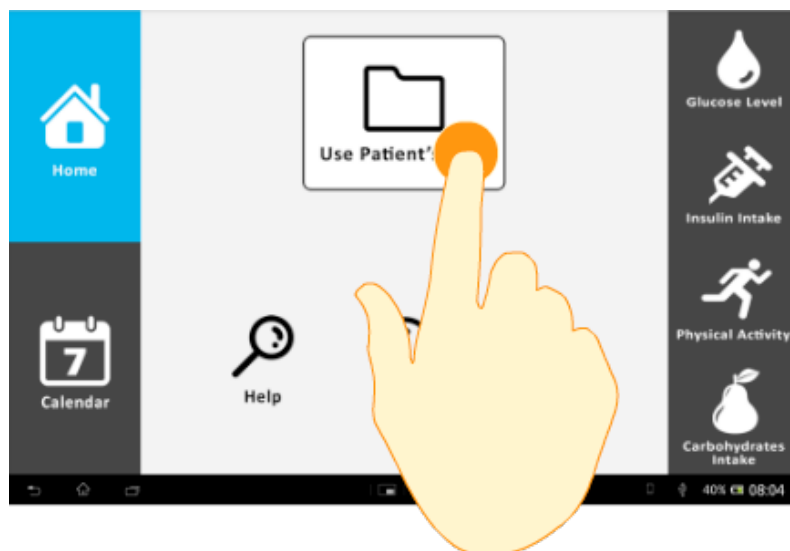 Home
Calendar
7
Use Patient's
Help
Glucose Level
E
Insulin Intake
Physical Activity
Carbohydrates
Intake
40% 08:04